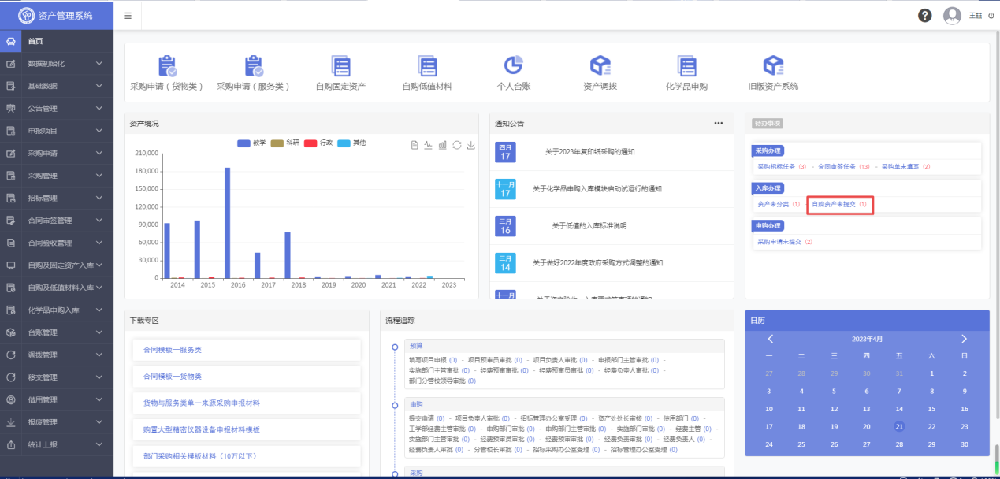 资产管理系统
王喆
首页
数据初始化
基础数据
公告管理
申报项目
采购申请
采购管理
招标管理
合同审签管理
合同验收管理
自购及固定资产入库
自购及低值材料入库
化学品申购入库
台账管理
调拨管理
移交管理
借用管理
报废管理
统计上报
采购申请（货物类） 采购申请（服务类） 自购固定资产 自购低值材料 个人台账 资产调拨 化学品申购 旧版资产系统
资产境况
教学 科研 行政 其他
210,000
180,000
150,000
120,000
90,000
60,000
30,000
0
2014 2015 2016 2017 2018 2019 2020 2021 2022 2023
通知公告
四月 17 关于2023年复印纸采购的通知
十一月 17 关于化学品申购入库模块启动试运行的通知
三月 16 关于低值的入库标准说明
三月 14 关于做好2022年度政府采购方式调整的通知
十一月
待办事项
采购办理
采购招标任务 (3) - 合同审签任务 (13) - 采购单未填写 (2)
入库办理
资产未分类 (1) - 自购资产未提交 (1)
申购办理
采购申请未提交 (2)
下载专区
合同模板—服务类
合同模板—货物类
货物与服务类单一来源采购申报材料
购置大型精密仪器设备申报材料模板
部门采购相关模板材料（10万以下）
流程追踪
预算
填写项目申报 (0) - 项目预审员审批 (0) - 项目负责人审批 (0) - 申报部门主管审批 (0) -
实施部门主管审批 (0) - 经费预审审批 (0) - 经费预审员审批 (0) - 经费负责人审批 (0) -
部门分管校领导审批 (0)
申购
提交申请 (0) - 项目负责人审批 (0) - 招标管理办公室受理 (0) - 资产处处长审核 (0) - 使用部门 (0) -
工学部经费主管审批 (0) - 申购部门审批 (0) - 申购部门主管审批 (0) - 实施部门审批 (0) - 经费主管 (0) -
实施部门主管审批 (0) - 经费预审员审批 (0) - 经费预审审批 (0) - 经费负责审批 (0) - 经费负责人 (0) -
经费负责人审批 (0) - 分管校长审批 (0) - 招标采购办公室受理 (0) - 招标管理办公室受理 (0)
采购
日历
2023年4月
一 二 三 四 五 六 日
27 28 29 30 31 1 2
3 4 5 6 7 8 9
10 11 12 13 14 15 16
17 18 19 20 21 22 23
24 25 26 27 28 29 30